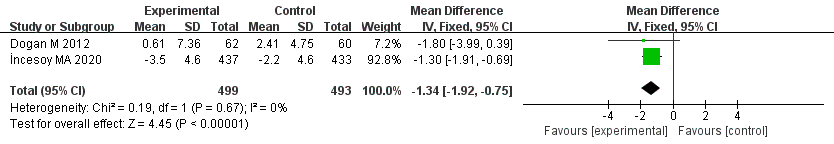 Experimental Control Mean Difference Mean Difference
Study or Subgroup Mean SD Total Mean SD Total Weight IV, Fixed, 95% CI IV, Fixed, 95% CI
Dogan M 2012 0.61 7.36 62 2.41 4.75 60 7.2% -1.80 [-3.99, 0.39]
İncesoy MA 2020 -3.5 4.6 437 -2.2 4.6 433 92.8% -1.30 [-1.91, -0.69]
Total (95% CI) 499 493 100.0% -1.34 [-1.92, -0.75]
Heterogeneity: Chi² = 0.19, df = 1 (P = 0.67); I² = 0%
Test for overall effect: Z = 4.45 (P < 0.00001)
-4 -2 0 2 4
Favours [experimental] Favours [control]